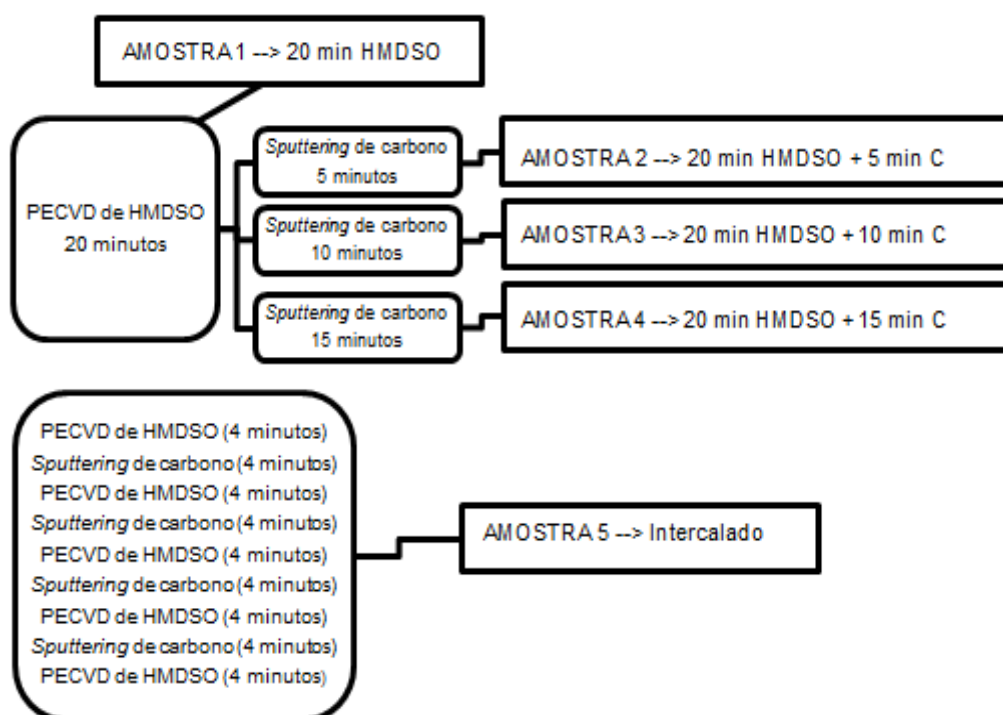 AMOSTRA 1 --> 20 min HMDSO
PECVD de HMDSO
20 minutos
Sputtering de carbono
5 minutos
AMOSTRA 2 --> 20 min HMDSO + 5 min C
Sputtering de carbono
10 minutos
AMOSTRA 3 --> 20 min HMDSO + 10 min C
Sputtering de carbono
15 minutos
AMOSTRA 4 --> 20 min HMDSO + 15 min C
PECVD de HMDSO (4 minutos)
Sputtering de carbono (4 minutos)
PECVD de HMDSO (4 minutos)
Sputtering de carbono (4 minutos)
PECVD de HMDSO (4 minutos)
Sputtering de carbono (4 minutos)
PECVD de HMDSO (4 minutos)
Sputtering de carbono (4 minutos)
PECVD de HMDSO (4 minutos)
AMOSTRA 5 --> Intercalado